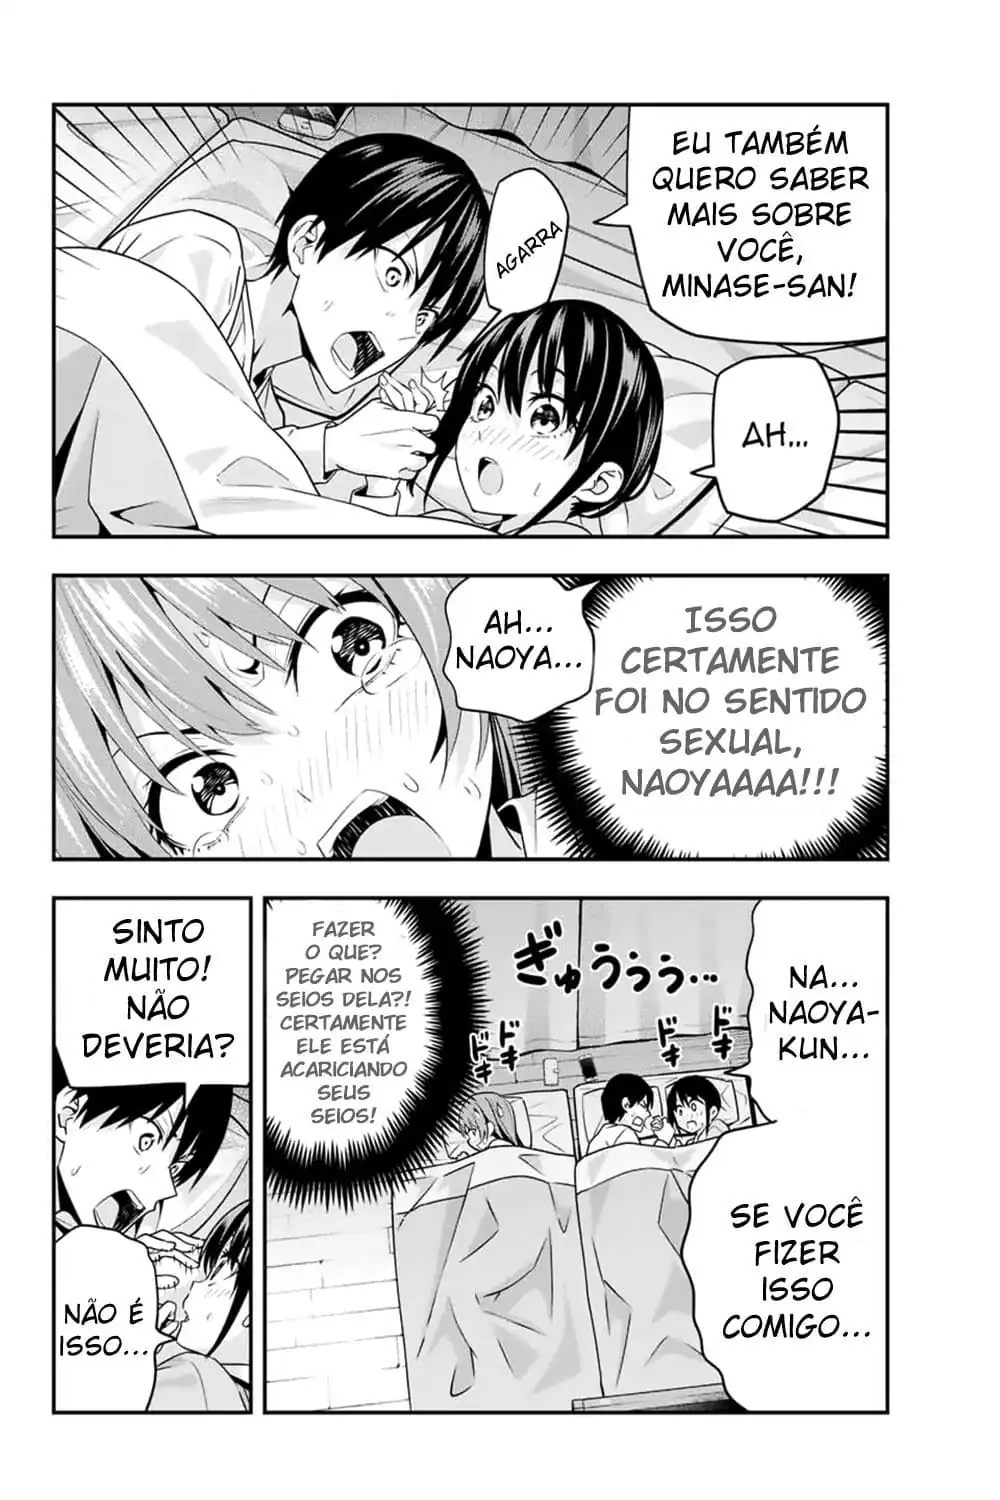 EU TAMBÉM
QUERO SABER
MAIS SOBRE
VOCÊ,
MINASE-SAN!
AGARRA
AH...
ISSO
CERTAMENTE
FOI NO SENTIDO
SEXUAL,
NAOYAAAA!!!
AH...
NAOYA...
NA...
NAOYA-
KUN...
ぎゅううぅ...
ドキ
ドキ
ドキ
SE VOCÊ
FIZER
ISSO
COMIGO...
FAZER
O QUE?
PEGAR NOS
SEIOS DELA?!
CERTAMENTE
ELE ESTÁ
ACARICIANDO
SEUS
SEIOS!
SINTO
MUITO!
NÃO
DEVERIA?
NÃO É
ISSO...